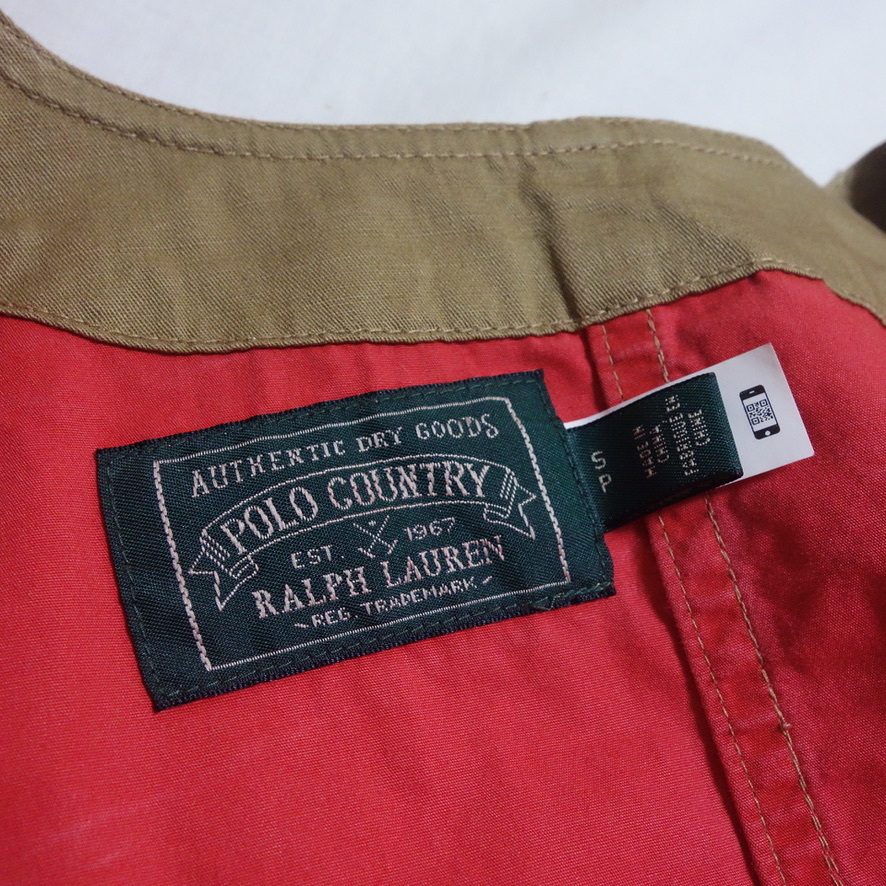 AUTHENTIC DRY GOODS
POLO COUNTRY
EST. 1967
RALPH LAUREN
REG. TRADEMARK
S
P
MADE IN
CHINA
FABRIQUÉ EN
CHINE